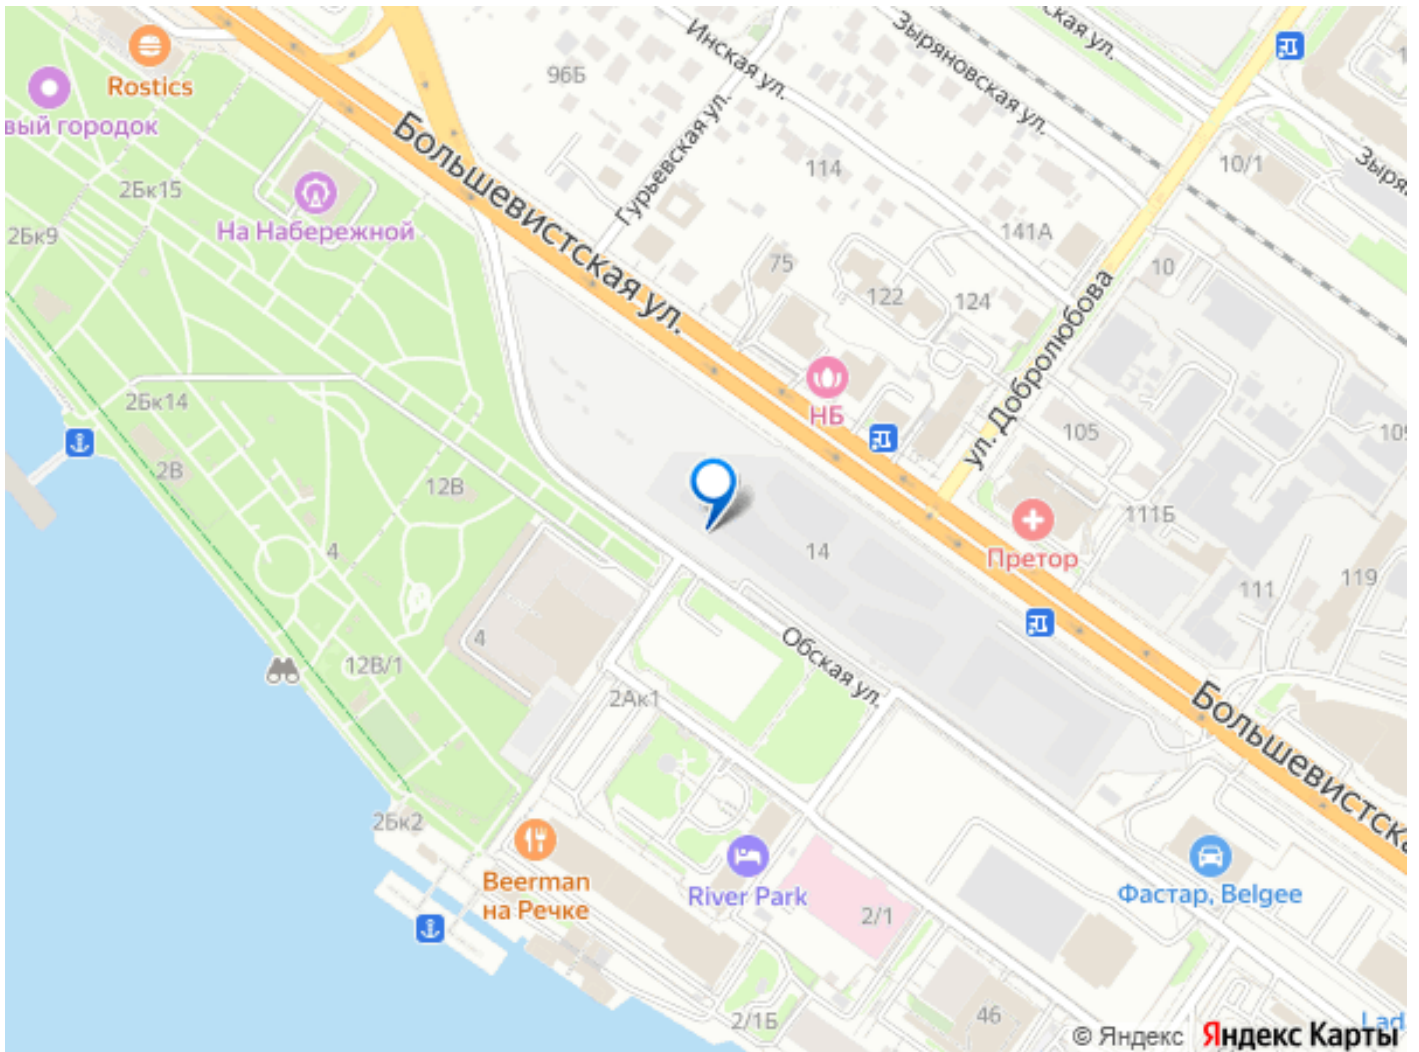 Rostics
вый городок
2Бк15
2Бк9
На Набережной
96Б
Инская ул.
Зыряновская ул.
ская ул.
Гурьевская ул.
Большевистская ул.
114
10/1
Зыря
141А
10
75
122
124
ул. Добролюбова
НБ
105
109
2Бк14
2В
12В
4
14
Претор
111Б
111
119
4
12В/1
2Ак1
Обская ул.
Большевистска
2Бк2
Beerman
на Речке
River Park
2/1
Фастар, Belgee
2/1Б
46
Lad
© Яндекс Яндекс Карты